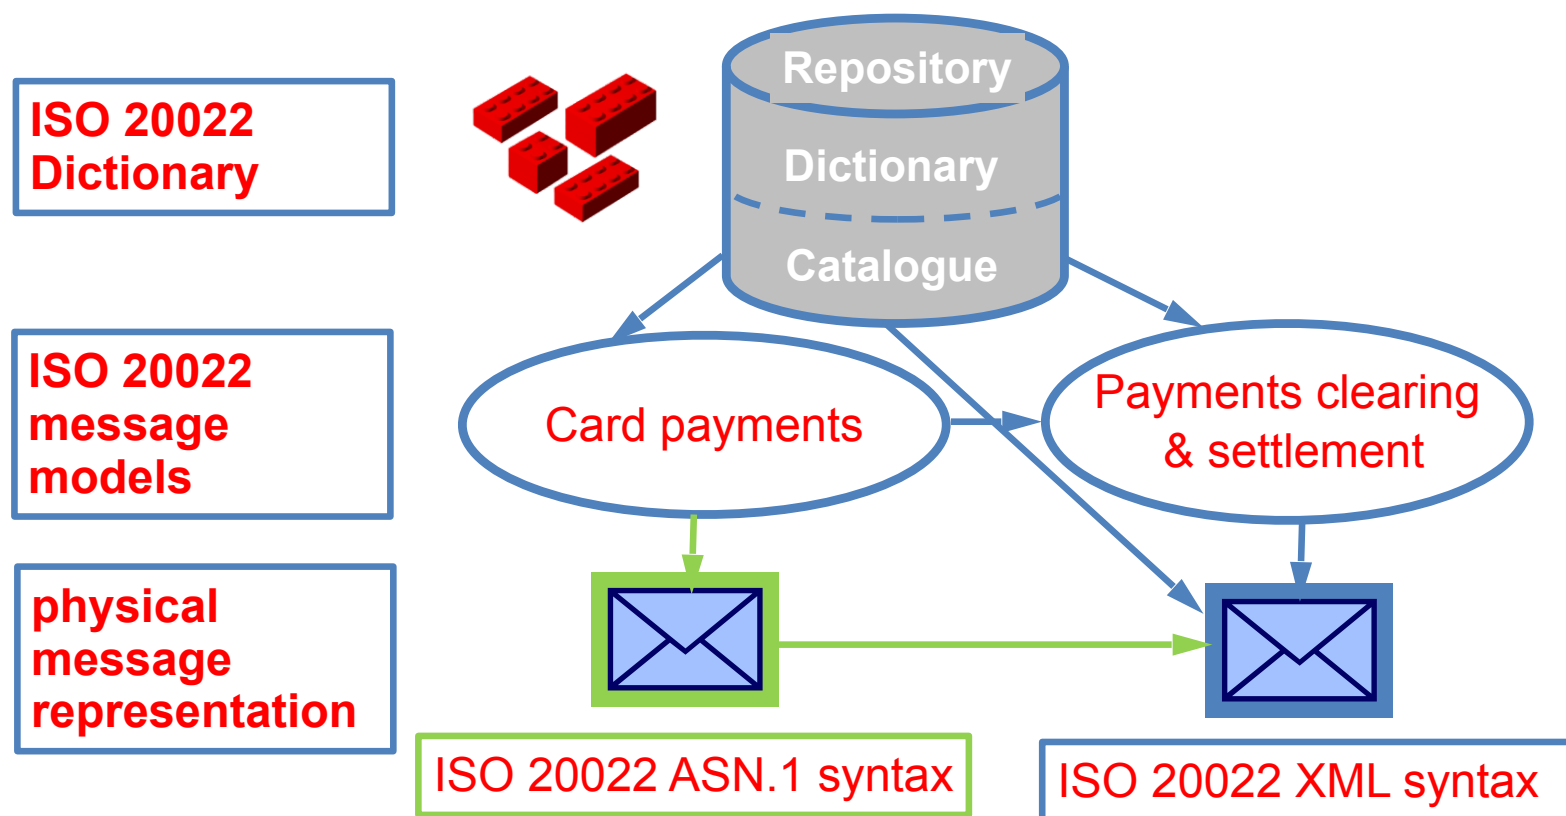 ISO 20022
Dictionary
Repository
Dictionary
Catalogue
ISO 20022
message
models
Card payments
Payments clearing
& settlement
physical
message
representation
ISO 20022 ASN.1 syntax
ISO 20022 XML syntax